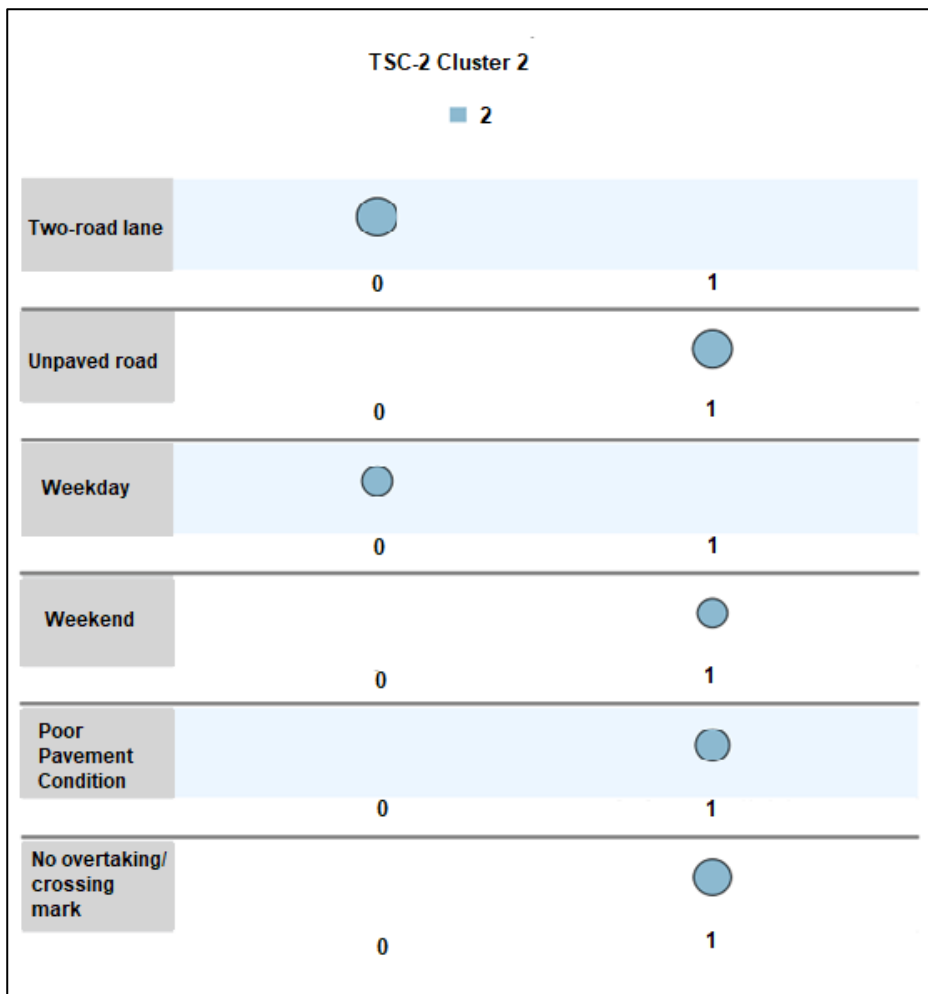 TSC-2 Cluster 2
2
Two-road lane
0 1
Unpaved road
0 1
Weekday
0 1
Weekend
0 1
Poor
Pavement
Condition
0 1
No overtaking/
crossing
mark
0 1